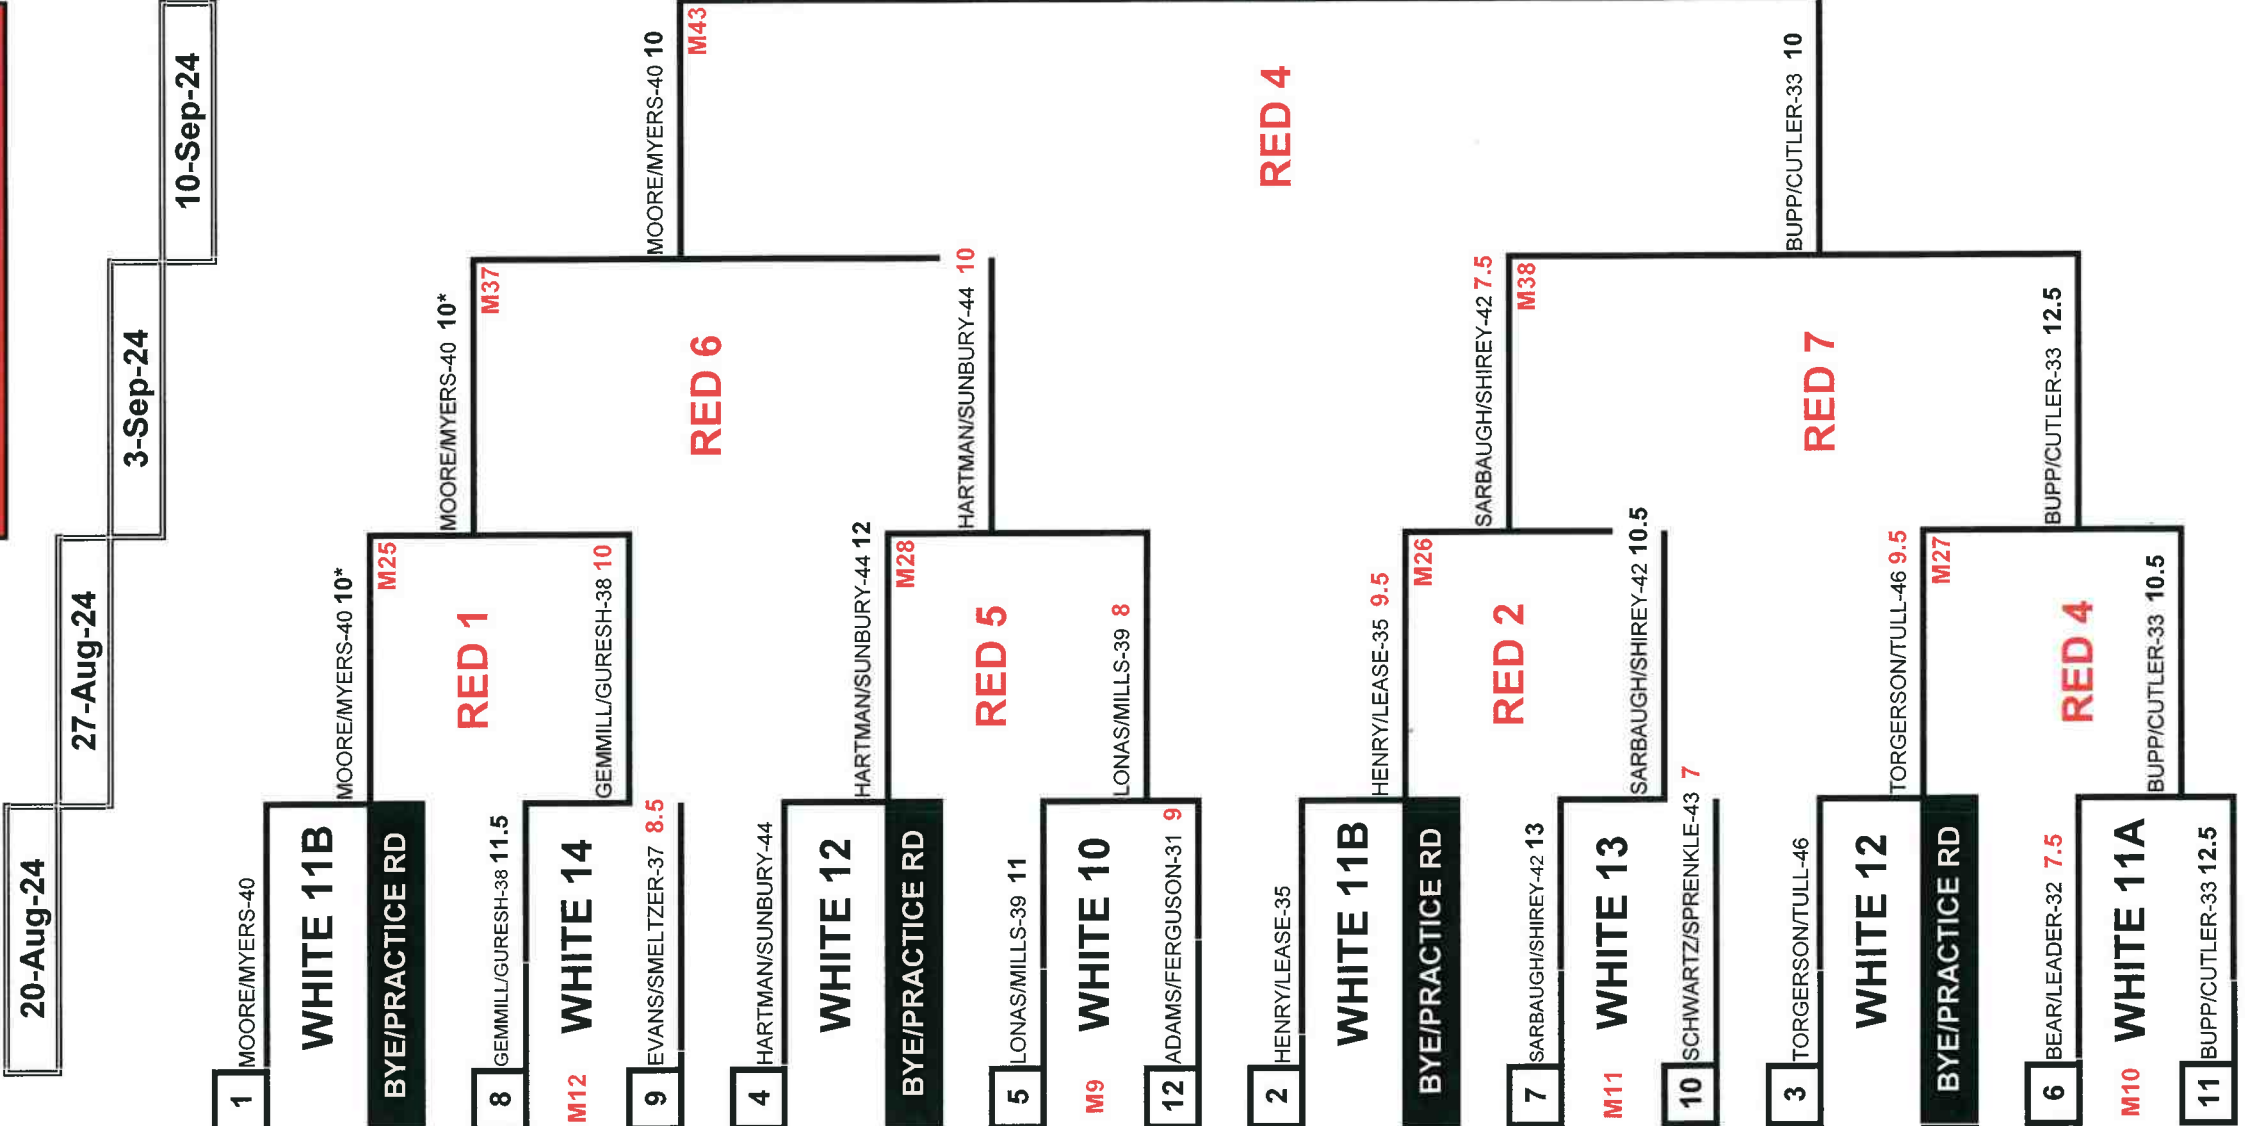 20-Aug-24
27-Aug-24
3-Sep-24
10-Sep-24
1 MOORE/MYERS-40
WHITE 11B
BYE/PRACTICE RD
MOORE/MYERS-40 10*
M25
RED 1
8 GEMMILL/GURESH-38 11.5
M12 WHITE 14
9 EVANS/SMELTZER-37 8.5
GEMMILL/GURESH-38 10
MOORE/MYERS-40 10*
M37
RED 6
4 HARTMAN/SUNBURY-44
WHITE 12
BYE/PRACTICE RD
HARTMAN/SUNBURY-44 12
M28
RED 5
5 LONAS/MILLS-39 11
M9 WHITE 10
12 ADAMS/FERGUSON-31 9
LONAS/MILLS-39 8
HARTMAN/SUNBURY-44 10
MOORE/MYERS-40 10
M43
RED 4
2 HENRY/LEASE-35
WHITE 11B
BYE/PRACTICE RD
HENRY/LEASE-35 9.5
M26
RED 2
7 SARBAUGH/SHIREY-42 13
M11 WHITE 13
10 SCHWARTZ/SPRENKLE-43 7
SARBAUGH/SHIREY-42 10.5
SARBAUGH/SHIREY-42 7.5
M38
RED 7
3 TORGERSON/TULL-46
WHITE 12
BYE/PRACTICE RD
TORGERSON/TULL-46 9.5
M27
RED 4
6 BEAR/LEADER-32 7.5
M10 WHITE 11A
11 BUPP/CUTLER-33 12.5
BUPP/CUTLER-33 10.5
BUPP/CUTLER-33 12.5
BUPP/CUTLER-33 10